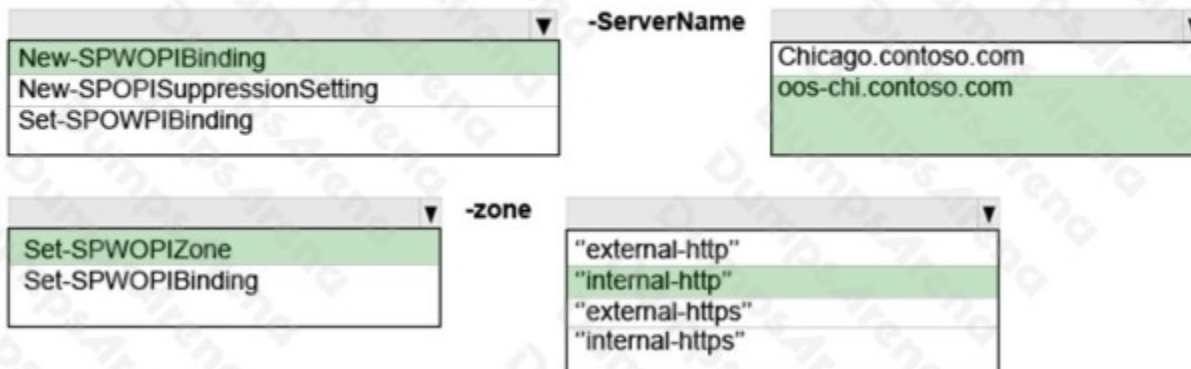 -ServerName
New-SPWOPIBinding
New-SPOPISuppressionSetting
Set-SPOWPIBinding
Chicago.contoso.com
oos-chi.contoso.com
-zone
Set-SPWOPIZone
Set-SPWOPIBinding
"external-http"
"internal-http"
"external-https"
"internal-https"
DumpsArena